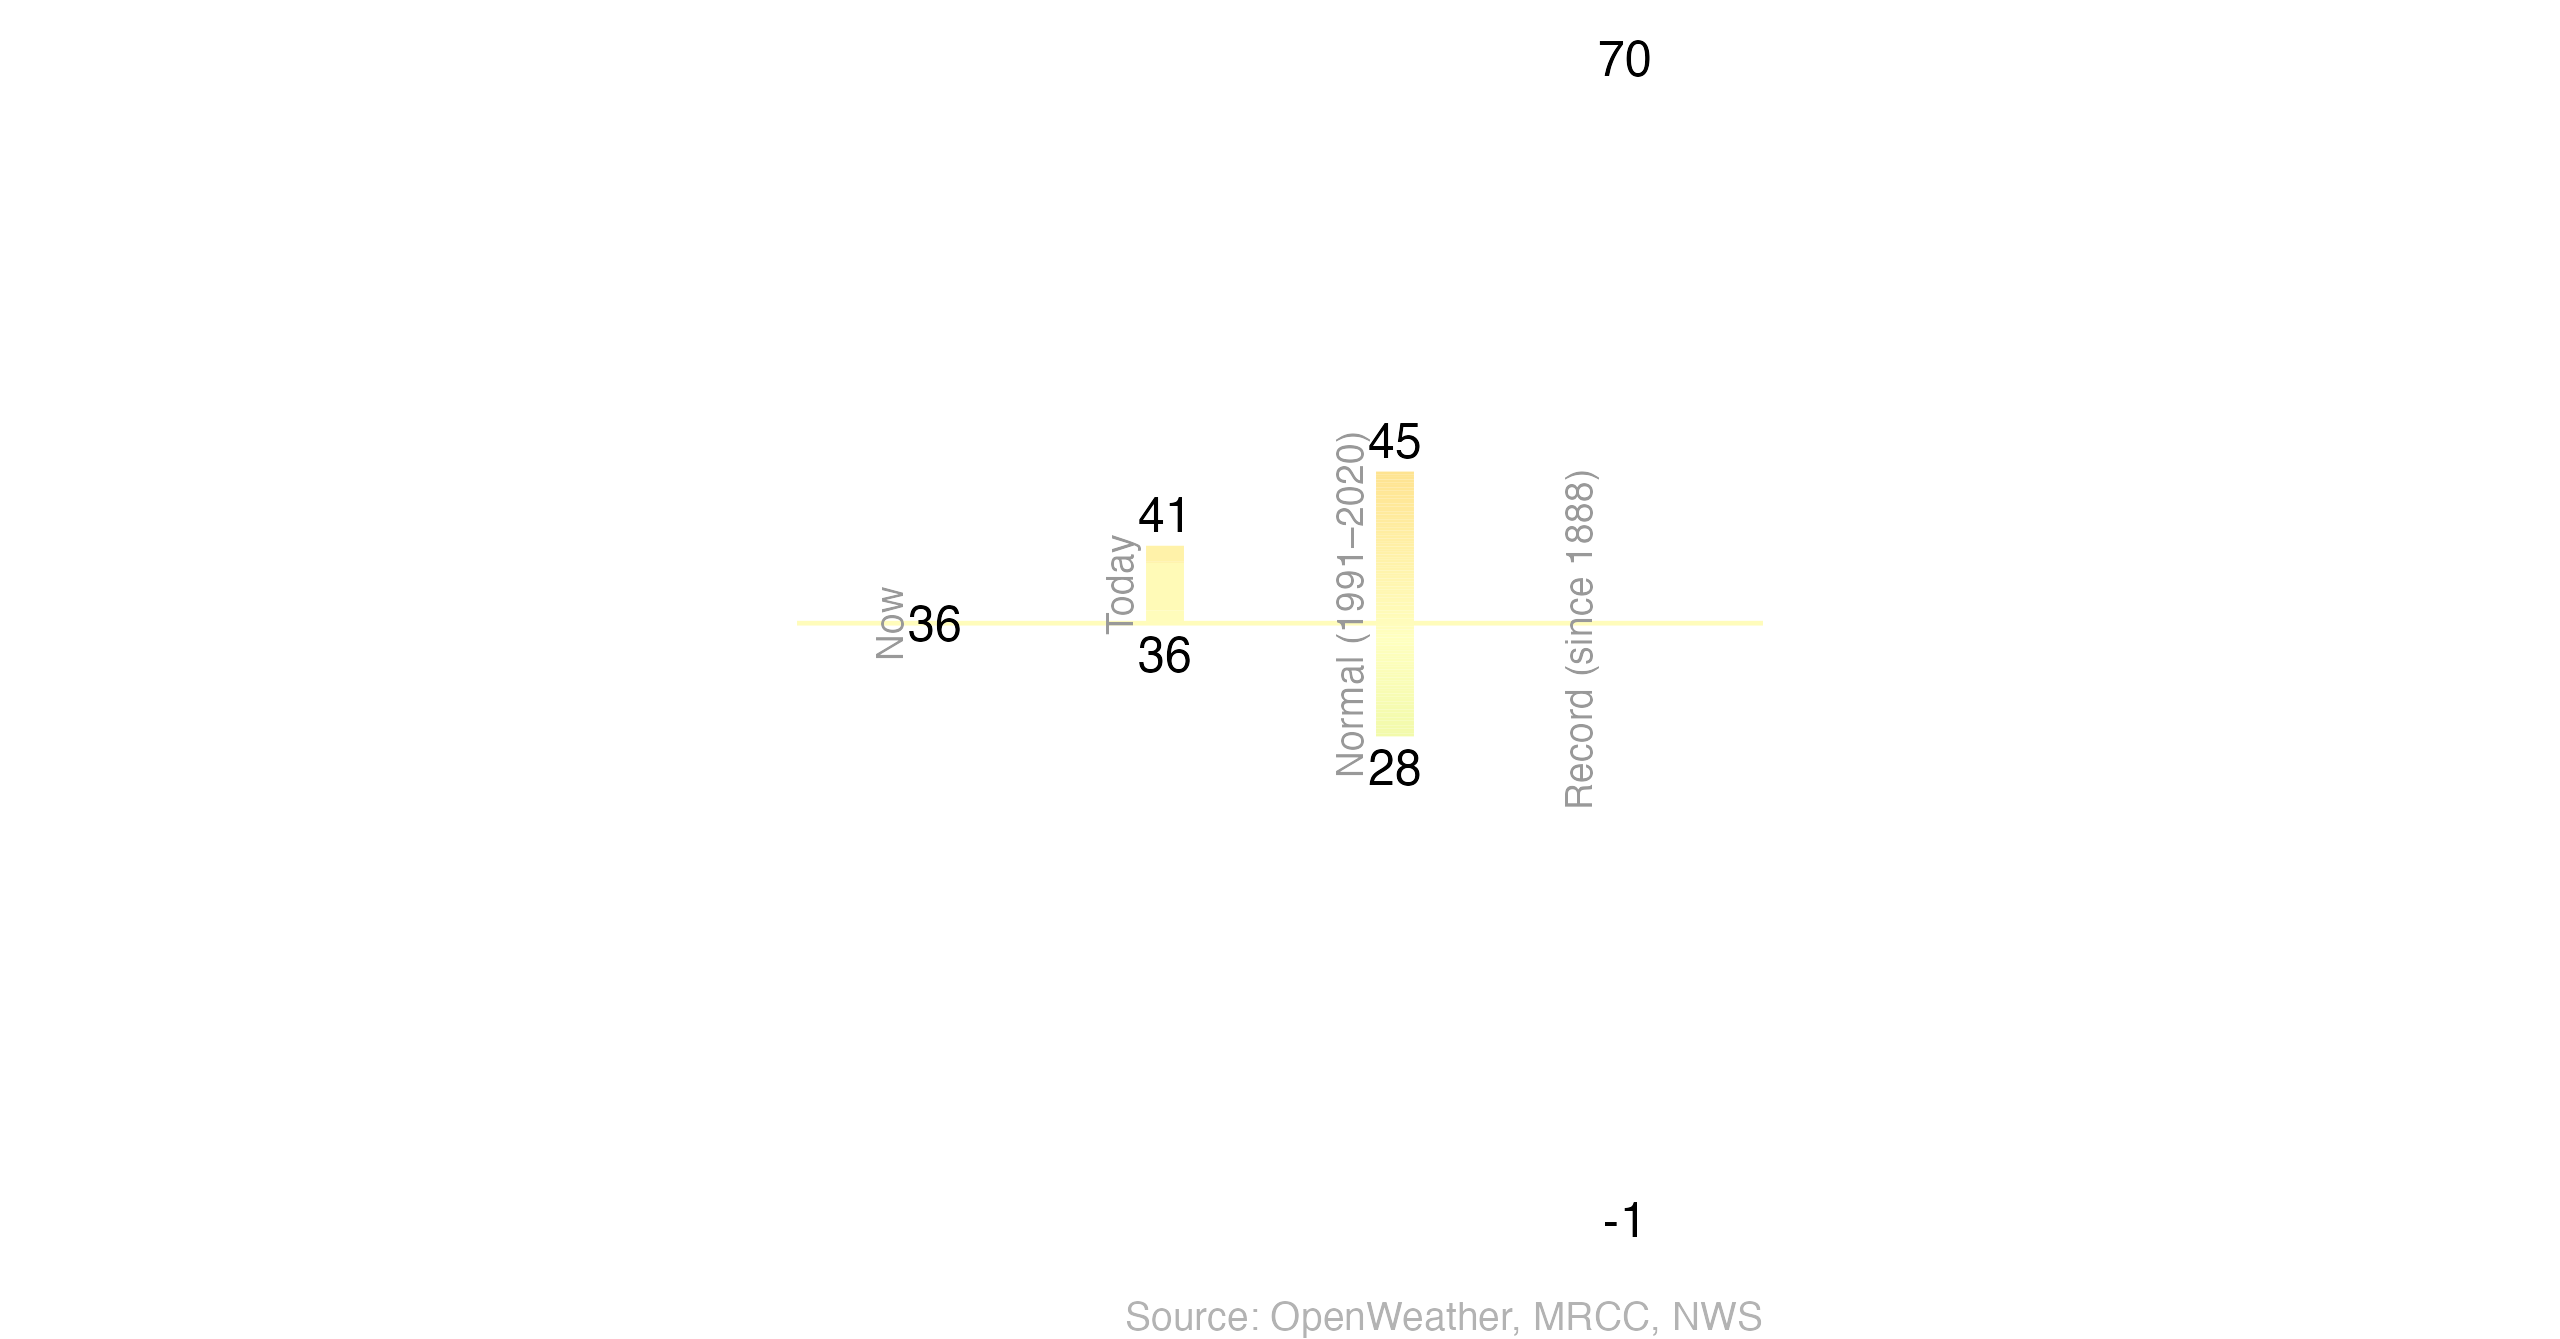 70
45
41
Now
36
Today
36
Normal (1991–2020)
28
Record (since 1888)
-1
Source: OpenWeather, MRCC, NWS